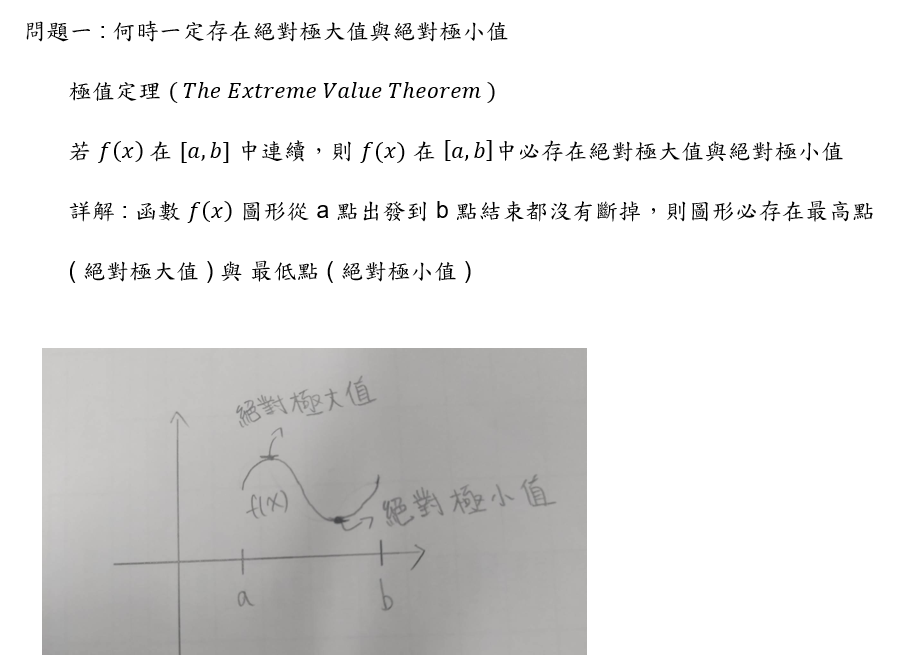 問題一 : 何時一定存在絕對極大值與絕對極小值
極值定理 ( The Extreme Value Theorem )
若 f(x) 在 [a,b] 中連續，則 f(x) 在 [a,b]中必存在絕對極大值與絕對極小值
詳解 : 函數 f(x) 圖形從 a 點出發到 b 點結束都沒有斷掉，則圖形必存在最高點
( 絕對極大值 ) 與 最低點 ( 絕對極小值 )
絕對極大值
f(x)
絕對極小值
a
b